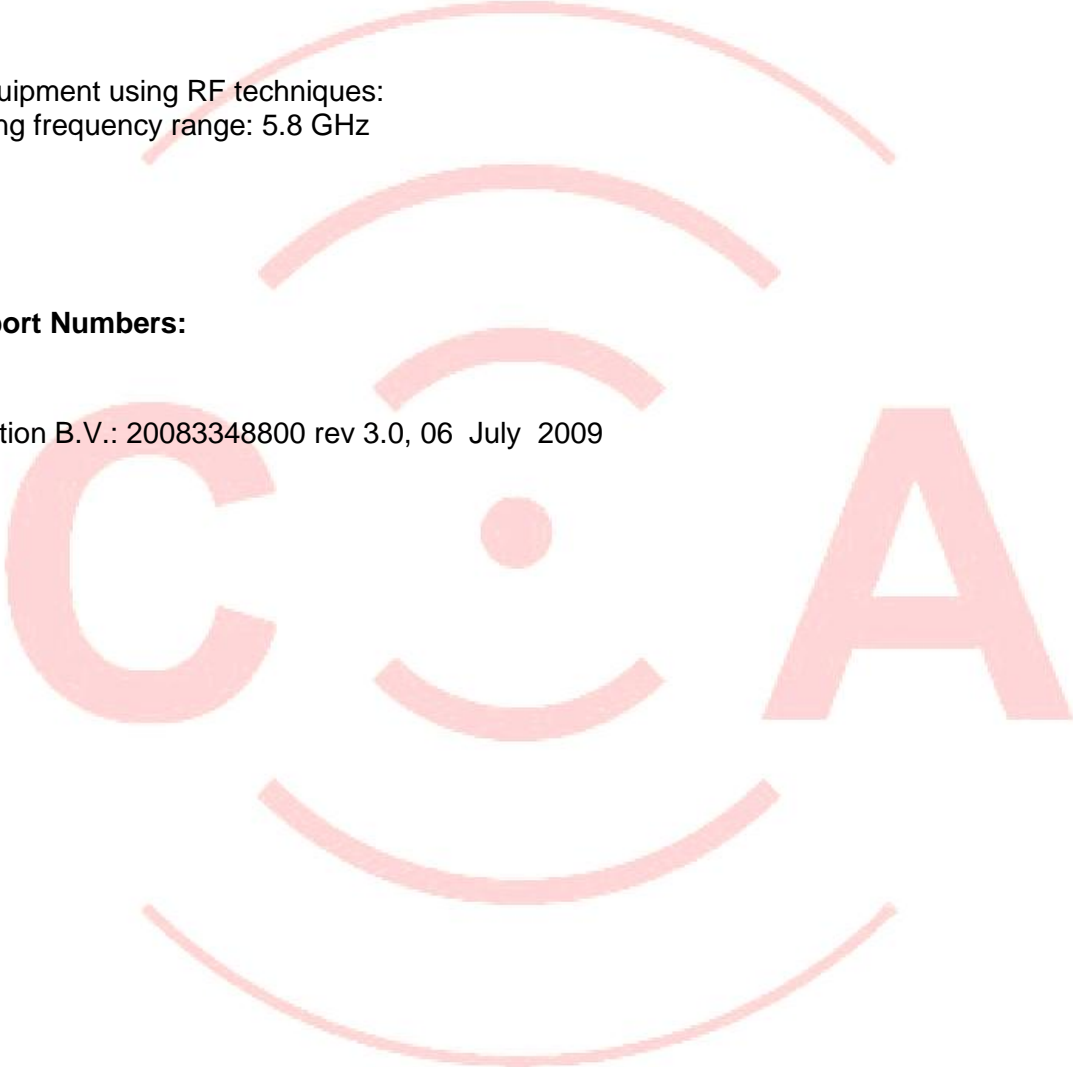 uipment using RF techniques:
ng frequency range: 5.8 GHz
ort Numbers:
tion B.V.: 20083348800 rev 3.0, 06 July 2009
C A